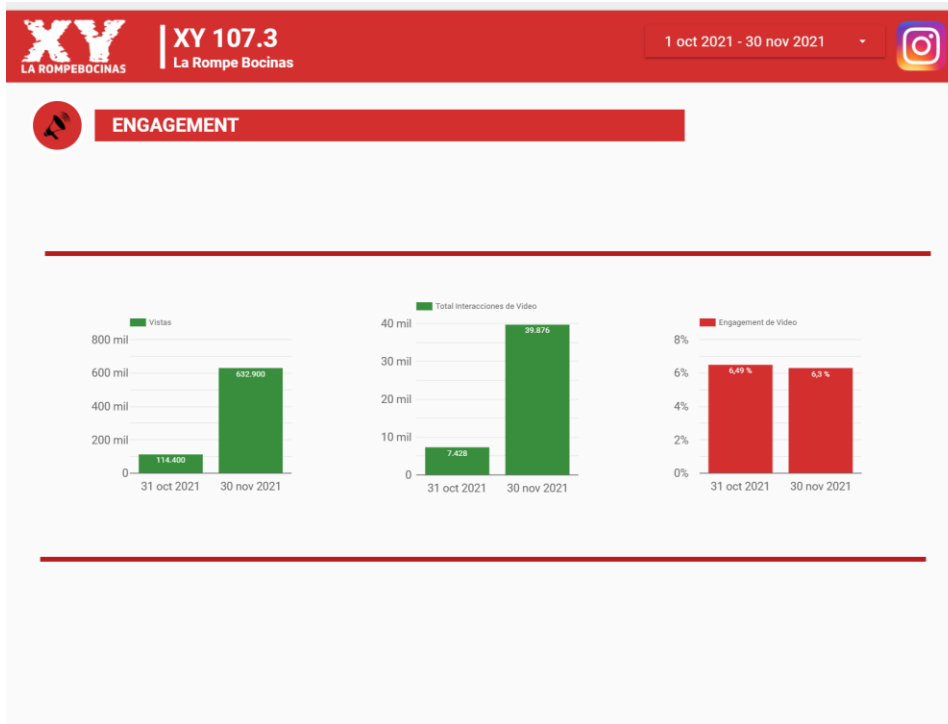 XY
LA ROMPEBOCINAS
XY 107.3
La Rompe Bocinas
1 oct 2021 - 30 nov 2021
ENGAGEMENT
Vistas
800 mil
600 mil
400 mil
200 mil
0
632.900
114.400
31 oct 2021 30 nov 2021
Total Interacciones de Video
40 mil
30 mil
20 mil
10 mil
0
39.876
7.428
31 oct 2021 30 nov 2021
Engagement de Video
8%
6%
4%
2%
0%
6,49 % 6,3 %
31 oct 2021 30 nov 2021